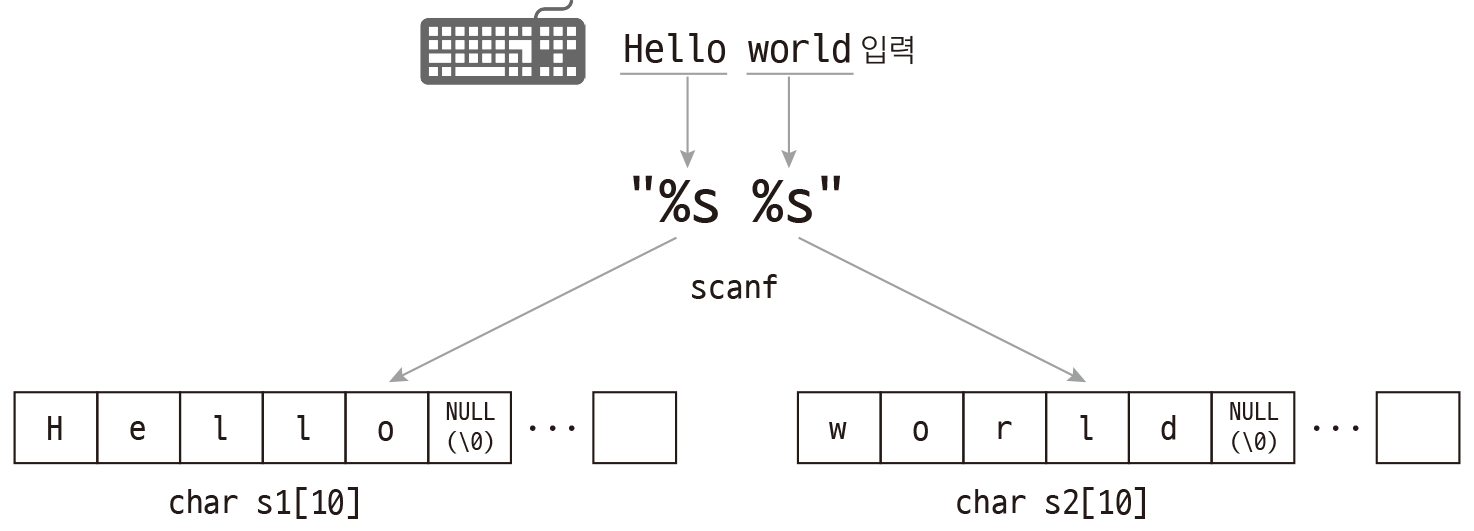 Hello world 입력
"%s %s"
scanf
H e l l o NULL (\0) ··· w o r l d NULL (\0) ···
char s1[10] char s2[10]